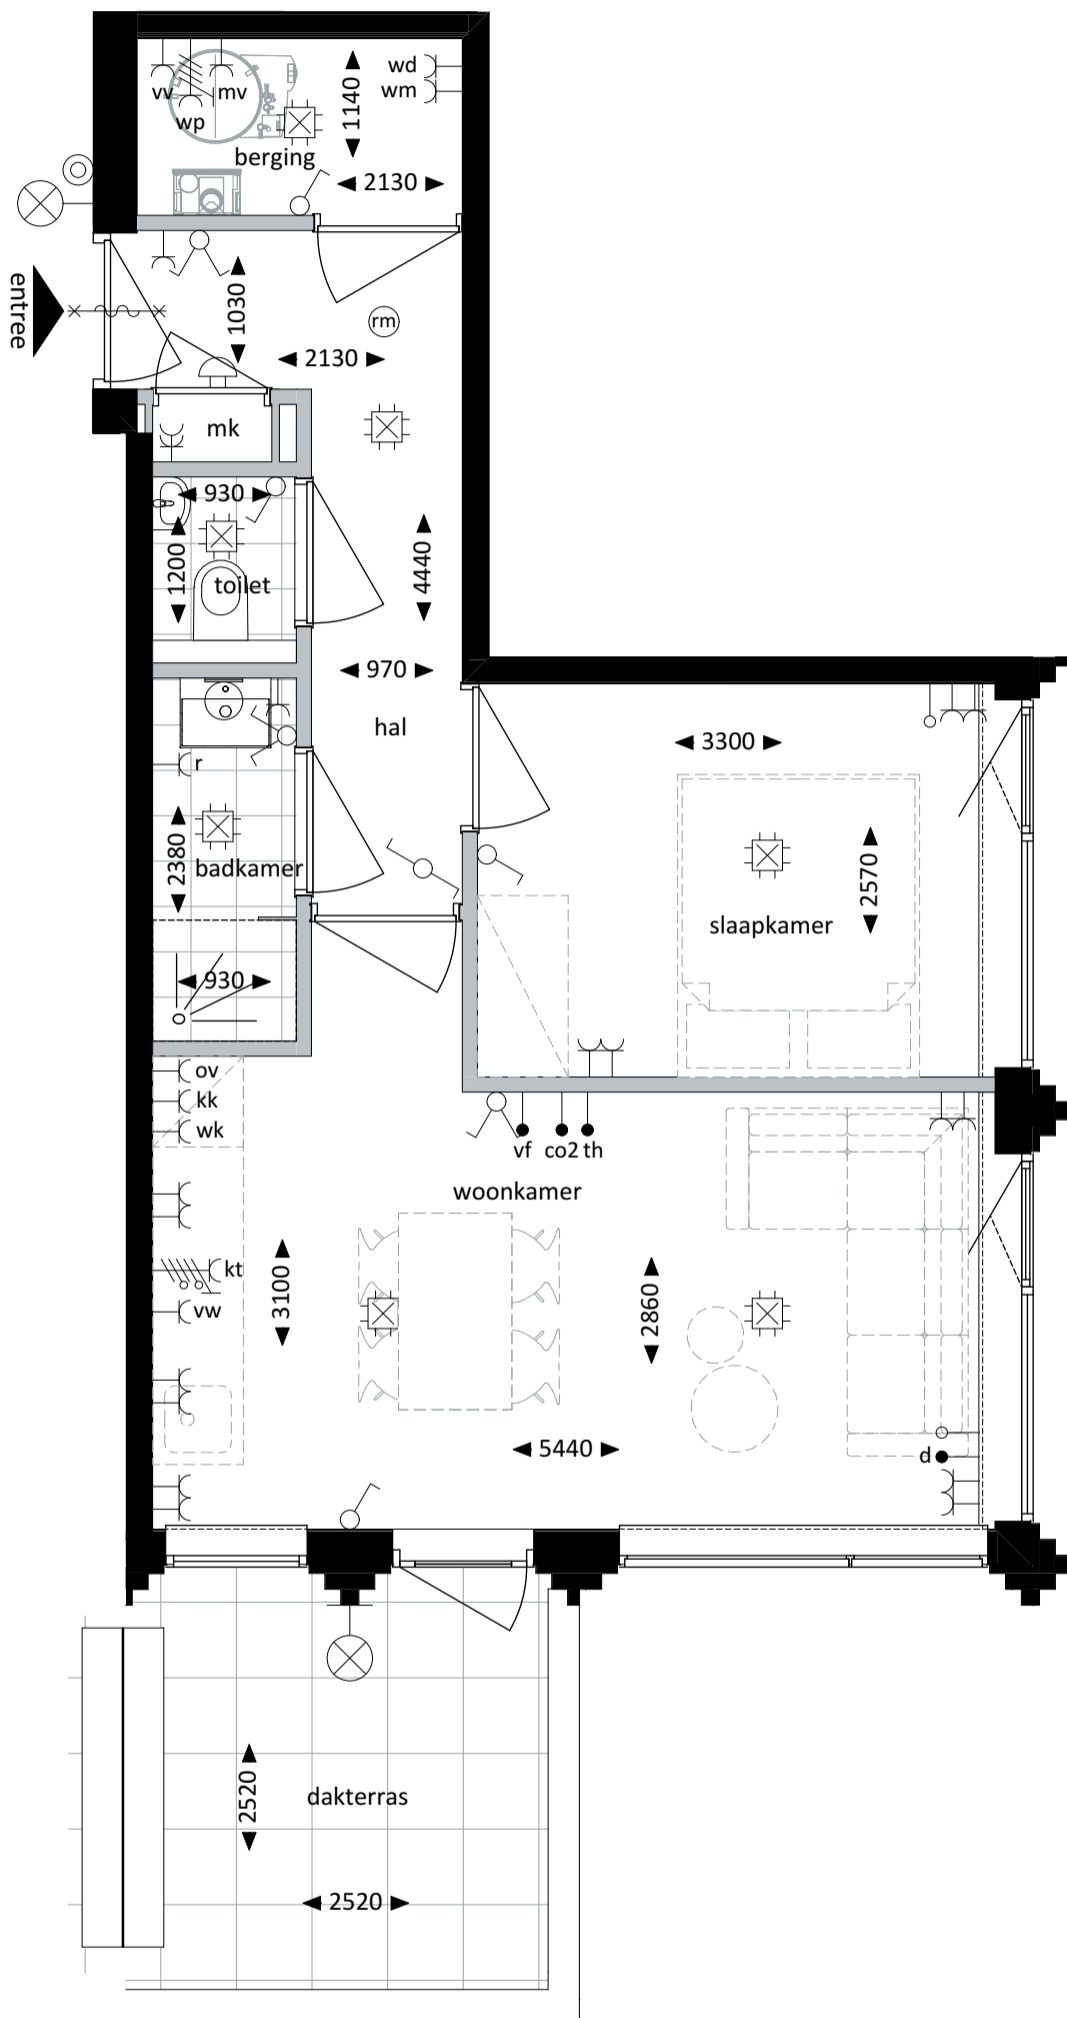 wd
vv
mv
wm
wp
1140
berging
2130
entree
1030
rm
2130
mk
930
1200
toilet
4440
970
hal
3300
r
2380
badkamer
2570
slaapkamer
930
ov
kk
wk
vf co2 th
woonkamer
kt
3100
vw
2860
5440
d
2520
dakterras
2520